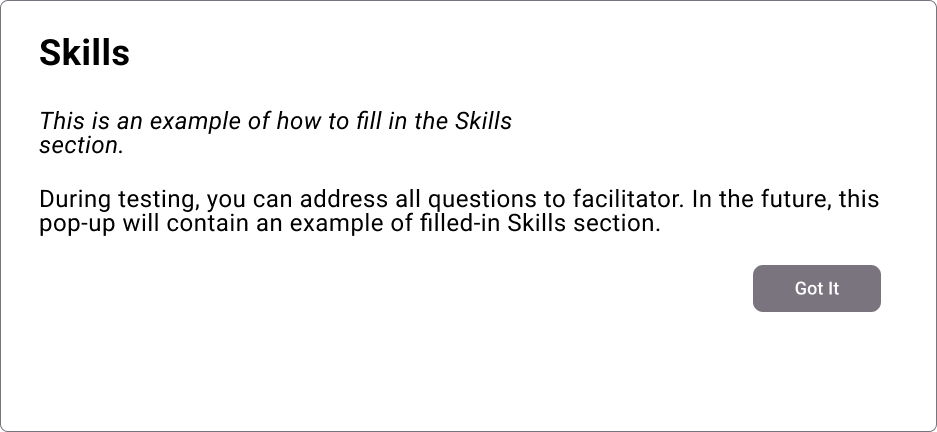 Skills
This is an example of how to fill in the Skills
section.
During testing, you can address all questions to facilitator. In the future, this
pop-up will contain an example of filled-in Skills section.
Got It